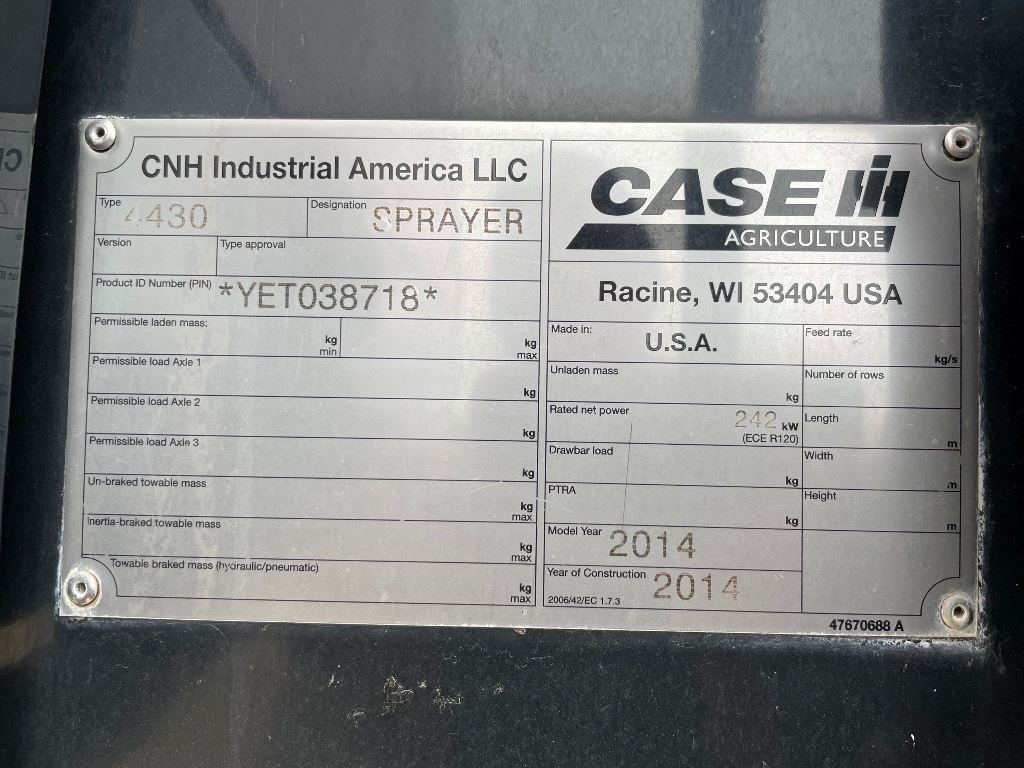 CNH Industrial America LLC
Type 4430
Designation SPRAYER
Version
Type approval
Product ID Number (PIN) *YET038718*
Permissible laden mass:
kg
min
kg
max
Permissible load Axle 1
kg
Permissible load Axle 2
kg
Permissible load Axle 3
kg
Un-braked towable mass
kg
max
Inertia-braked towable mass
kg
max
Towable braked mass (hydraulic/pneumatic)
kg
max
CASE IH
AGRICULTURE
Racine, WI 53404 USA
Made in: U.S.A.
Unladen mass
kg
Rated net power 242 kW
(ECE R120)
Drawbar load
kg
PTRA
kg
Model Year 2014
Year of Construction 2014
2006/42/EC 1.7.3
Feed rate
kg/s
Number of rows
Length
m
Width
m
Height
m
47670688 A